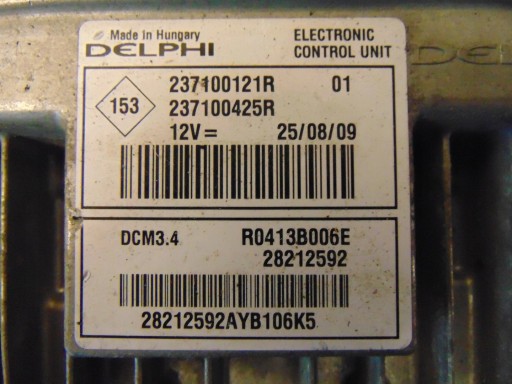 Made in Hungary
DELPHI
ELECTRONIC
CONTROL UNIT
153
237100121R 01
237100425R
12V = 25/08/09
DCM3.4 R0413B006E
28212592
28212592AYB106K5